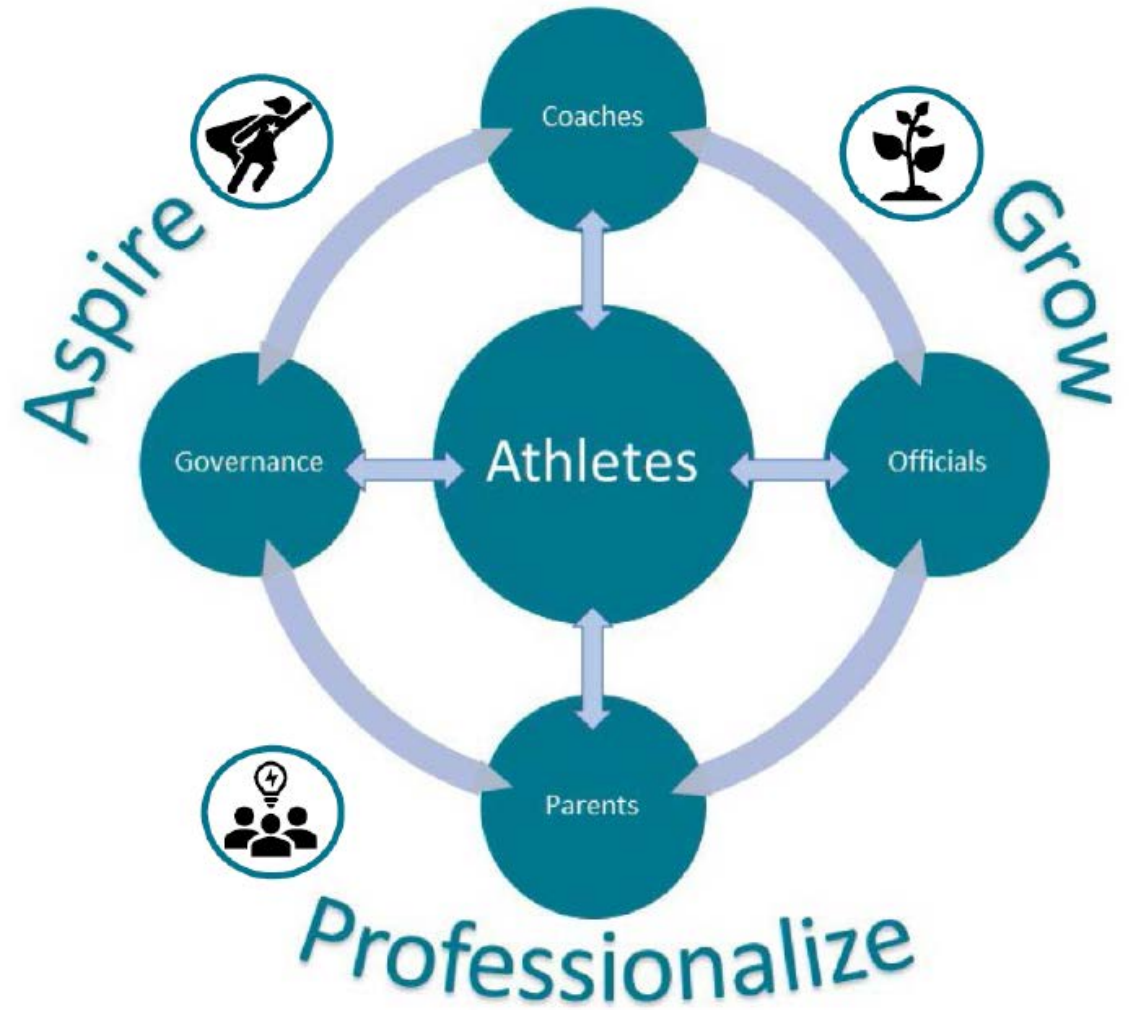 Coaches
Aspire
Grow
Governance
Athletes
Officials
Parents
Professionalize